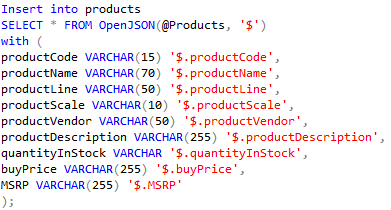 Insert into products
SELECT * FROM OpenJSON(@Products, '$')
with (
productCode VARCHAR(15) '$.productCode',
productName VARCHAR(70) '$.productName',
productLine VARCHAR(50) '$.productLine',
productScale VARCHAR(10) '$.productScale',
productVendor VARCHAR(50) '$.productVendor',
productDescription VARCHAR(255) '$.productDescription',
quantityInStock VARCHAR '$.quantityInStock',
buyPrice VARCHAR(255) '$.buyPrice',
MSRP VARCHAR(255) '$.MSRP'
);